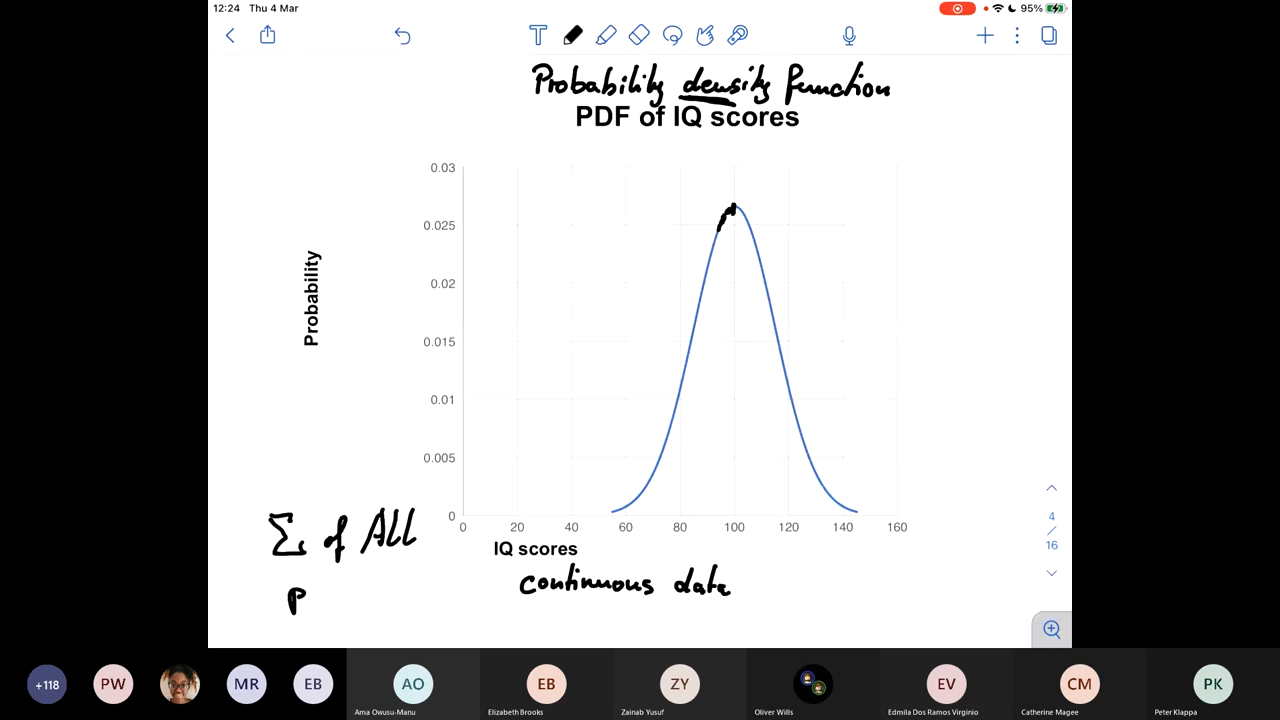 12:24 Thu 4 Mar
95%
T
Probability density function
PDF of IQ scores
0.03
0.025
0.02
0.015
0.01
0.005
0
Probability
0 20 40 60 80 100 120 140 160
IQ scores
continuous data
Σ of All
P
4
/
16
+118 PW MR EB AO EB ZY EV CM PK
Ama Owusu-Manu Elizabeth Brooks Zainab Yusuf Oliver Wills Edmila Dos Ramos Virginio Catherine Magee Peter Klappa